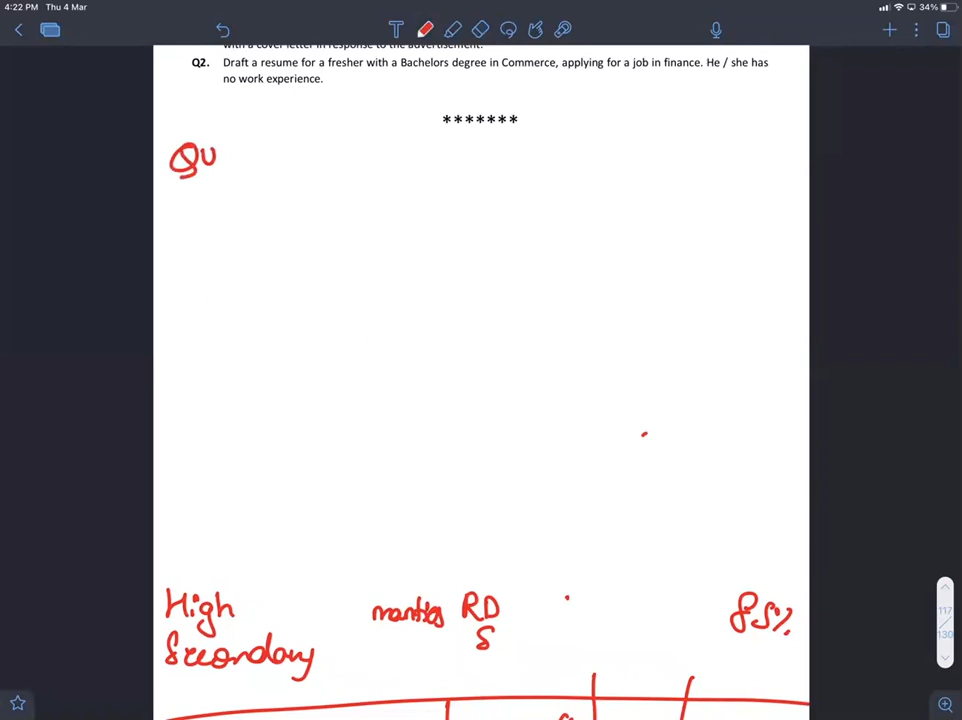 4:22 PM Thu 4 Mar
34%
with a cover letter in response to the advertisement.
Q2. Draft a resume for a fresher with a Bachelors degree in Commerce, applying for a job in finance. He / she has
no work experience.
*******
Qu
117
130
High
Secondary
RD
S
85%